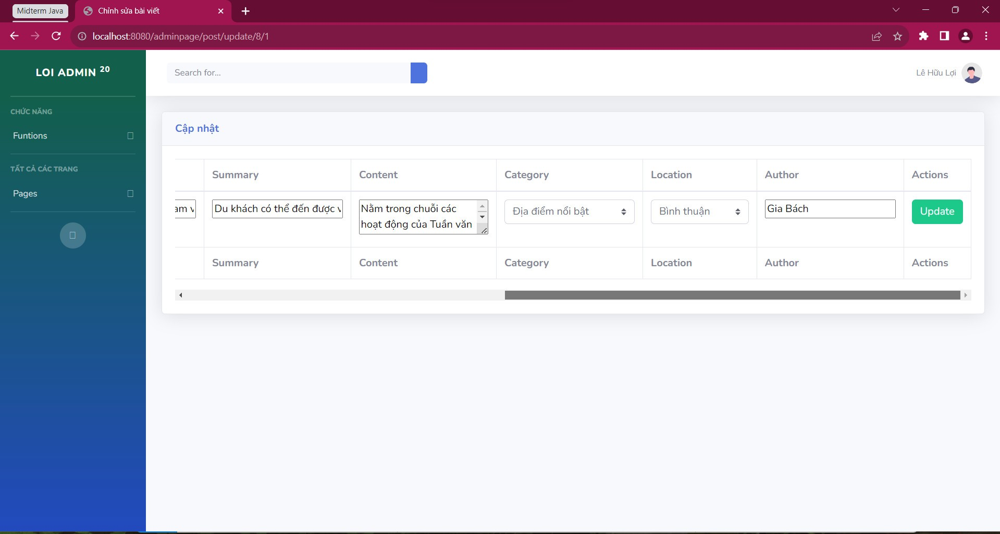 Midterm Java
Chỉnh sửa bài viết
localhost:8080/adminpage/post/update/8/1
LOI ADMIN 20
Search for...
Lê Hữu Lợi
CHỨC NĂNG
Funtions
TẤT CẢ CÁC TRANG
Pages
Cập nhật
Summary Content Category Location Author Actions
Du khách có thể đến được Nằm trong chuỗi các Địa điểm nổi bật Bình thuận Gia Bách Update
hoạt động của Tuần văn
Summary Content Category Location Author Actions